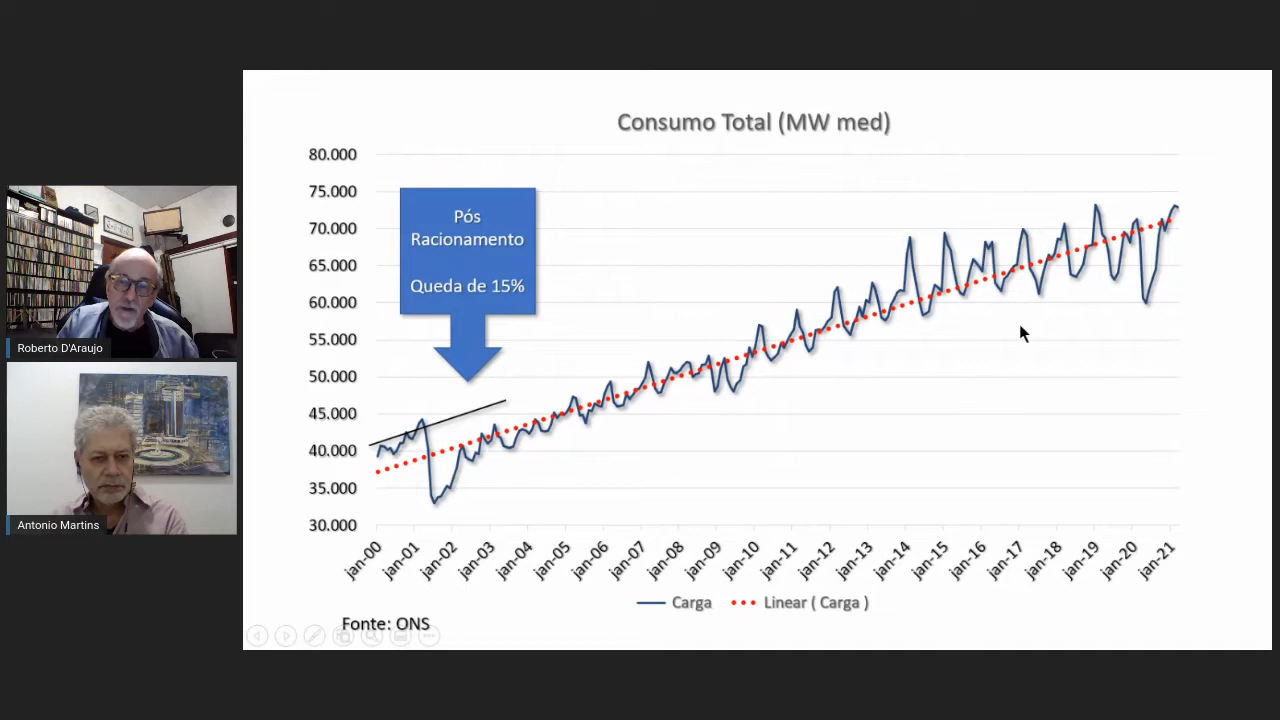 Consumo Total (MW med)
80.000
75.000
70.000
65.000
60.000
55.000
50.000
45.000
40.000
35.000
30.000
Pós
Racionamento
Queda de 15%
jan-00
jan-01
jan-02
jan-03
jan-04
jan-05
jan-06
jan-07
jan-08
jan-09
jan-10
jan-11
jan-12
jan-13
jan-14
jan-15
jan-16
jan-17
jan-18
jan-19
jan-20
jan-21
Carga
Linear ( Carga )
Fonte: ONS
Roberto D'Araujo
Antonio Martins